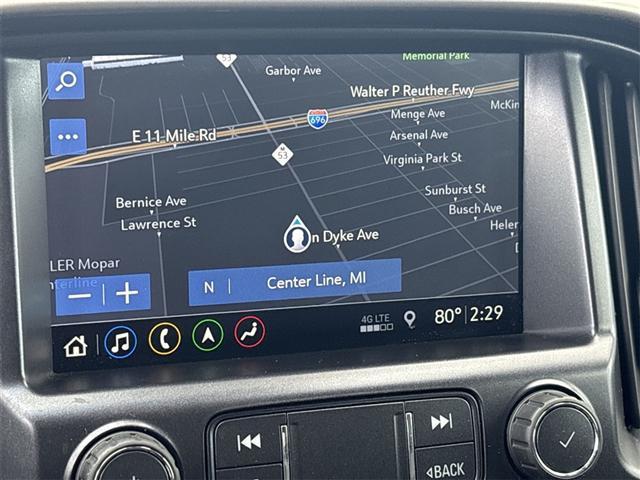 Memorial Park
53
Garbor Ave
Walter P Reuther Fwy
McKin
Menge Ave
696
E 11 Mile Rd
Arsenal Ave
M
53
Virginia Park St
Sunburst St
Bernice Ave
Busch Ave
Lawrence St
Heler
n Dyke Ave
LER Mopar
nterline
N
Center Line, MI
4G LTE
80° 2:29
BACK